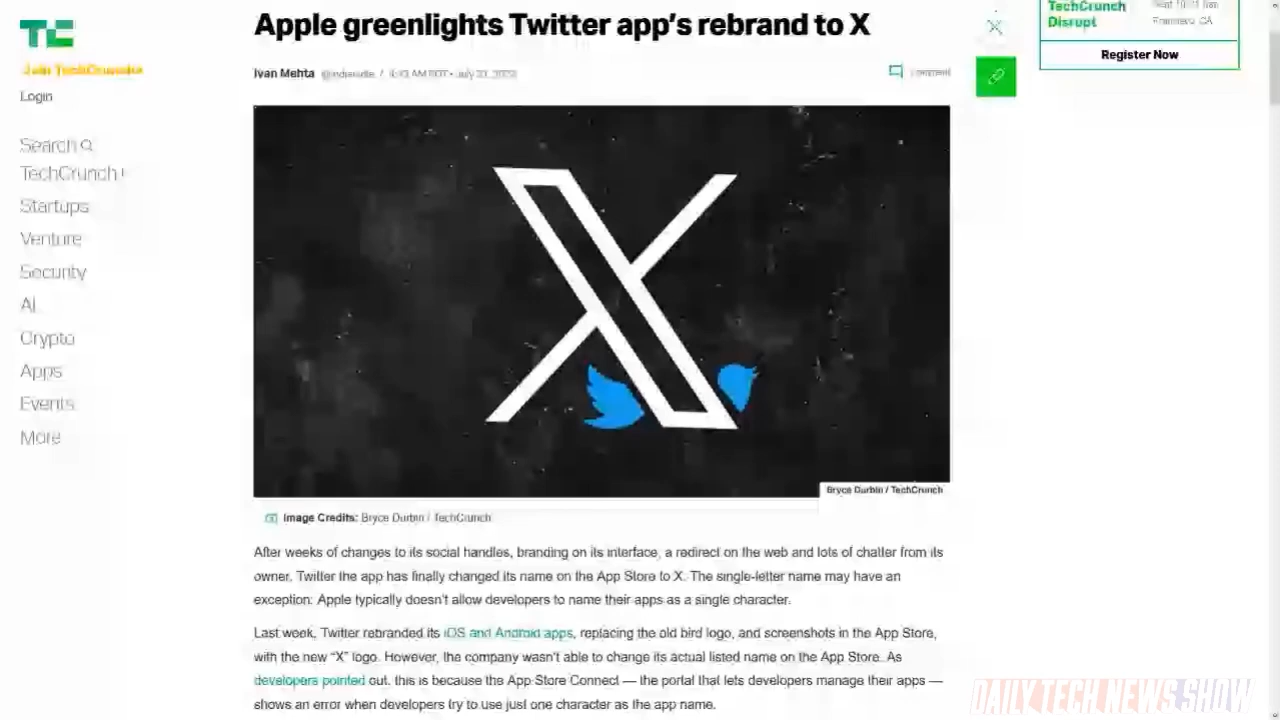 TC
Join TechCrunch+
Login
Search
TechCrunch+
Startups
Venture
Security
AI
Crypto
Apps
Events
More
Apple greenlights Twitter app’s rebrand to X
Ivan Mehta
Comment
X
Bryce Durbin / TechCrunch
Image Credits: Bryce Durbin / TechCrunch
After weeks of changes to its social handles, branding on its interface, a redirect on the web and lots of chatter from its
owner, Twitter the app has finally changed its name on the App Store to X. The single-letter name may have an
exception: Apple typically doesn’t allow developers to name their apps as a single character.
Last week, Twitter rebranded its iOS and Android apps, replacing the old bird logo, and screenshots in the App Store,
with the new “X” logo. However, the company wasn’t able to change its actual listed name on the App Store. As
developers pointed out, this is because the App Store Connect — the portal that lets developers manage their apps —
shows an error when developers try to use just one character as the app name.
TechCrunch
Disrupt
Francisco, CA
Register Now
DAILY TECH NEWS SHOW